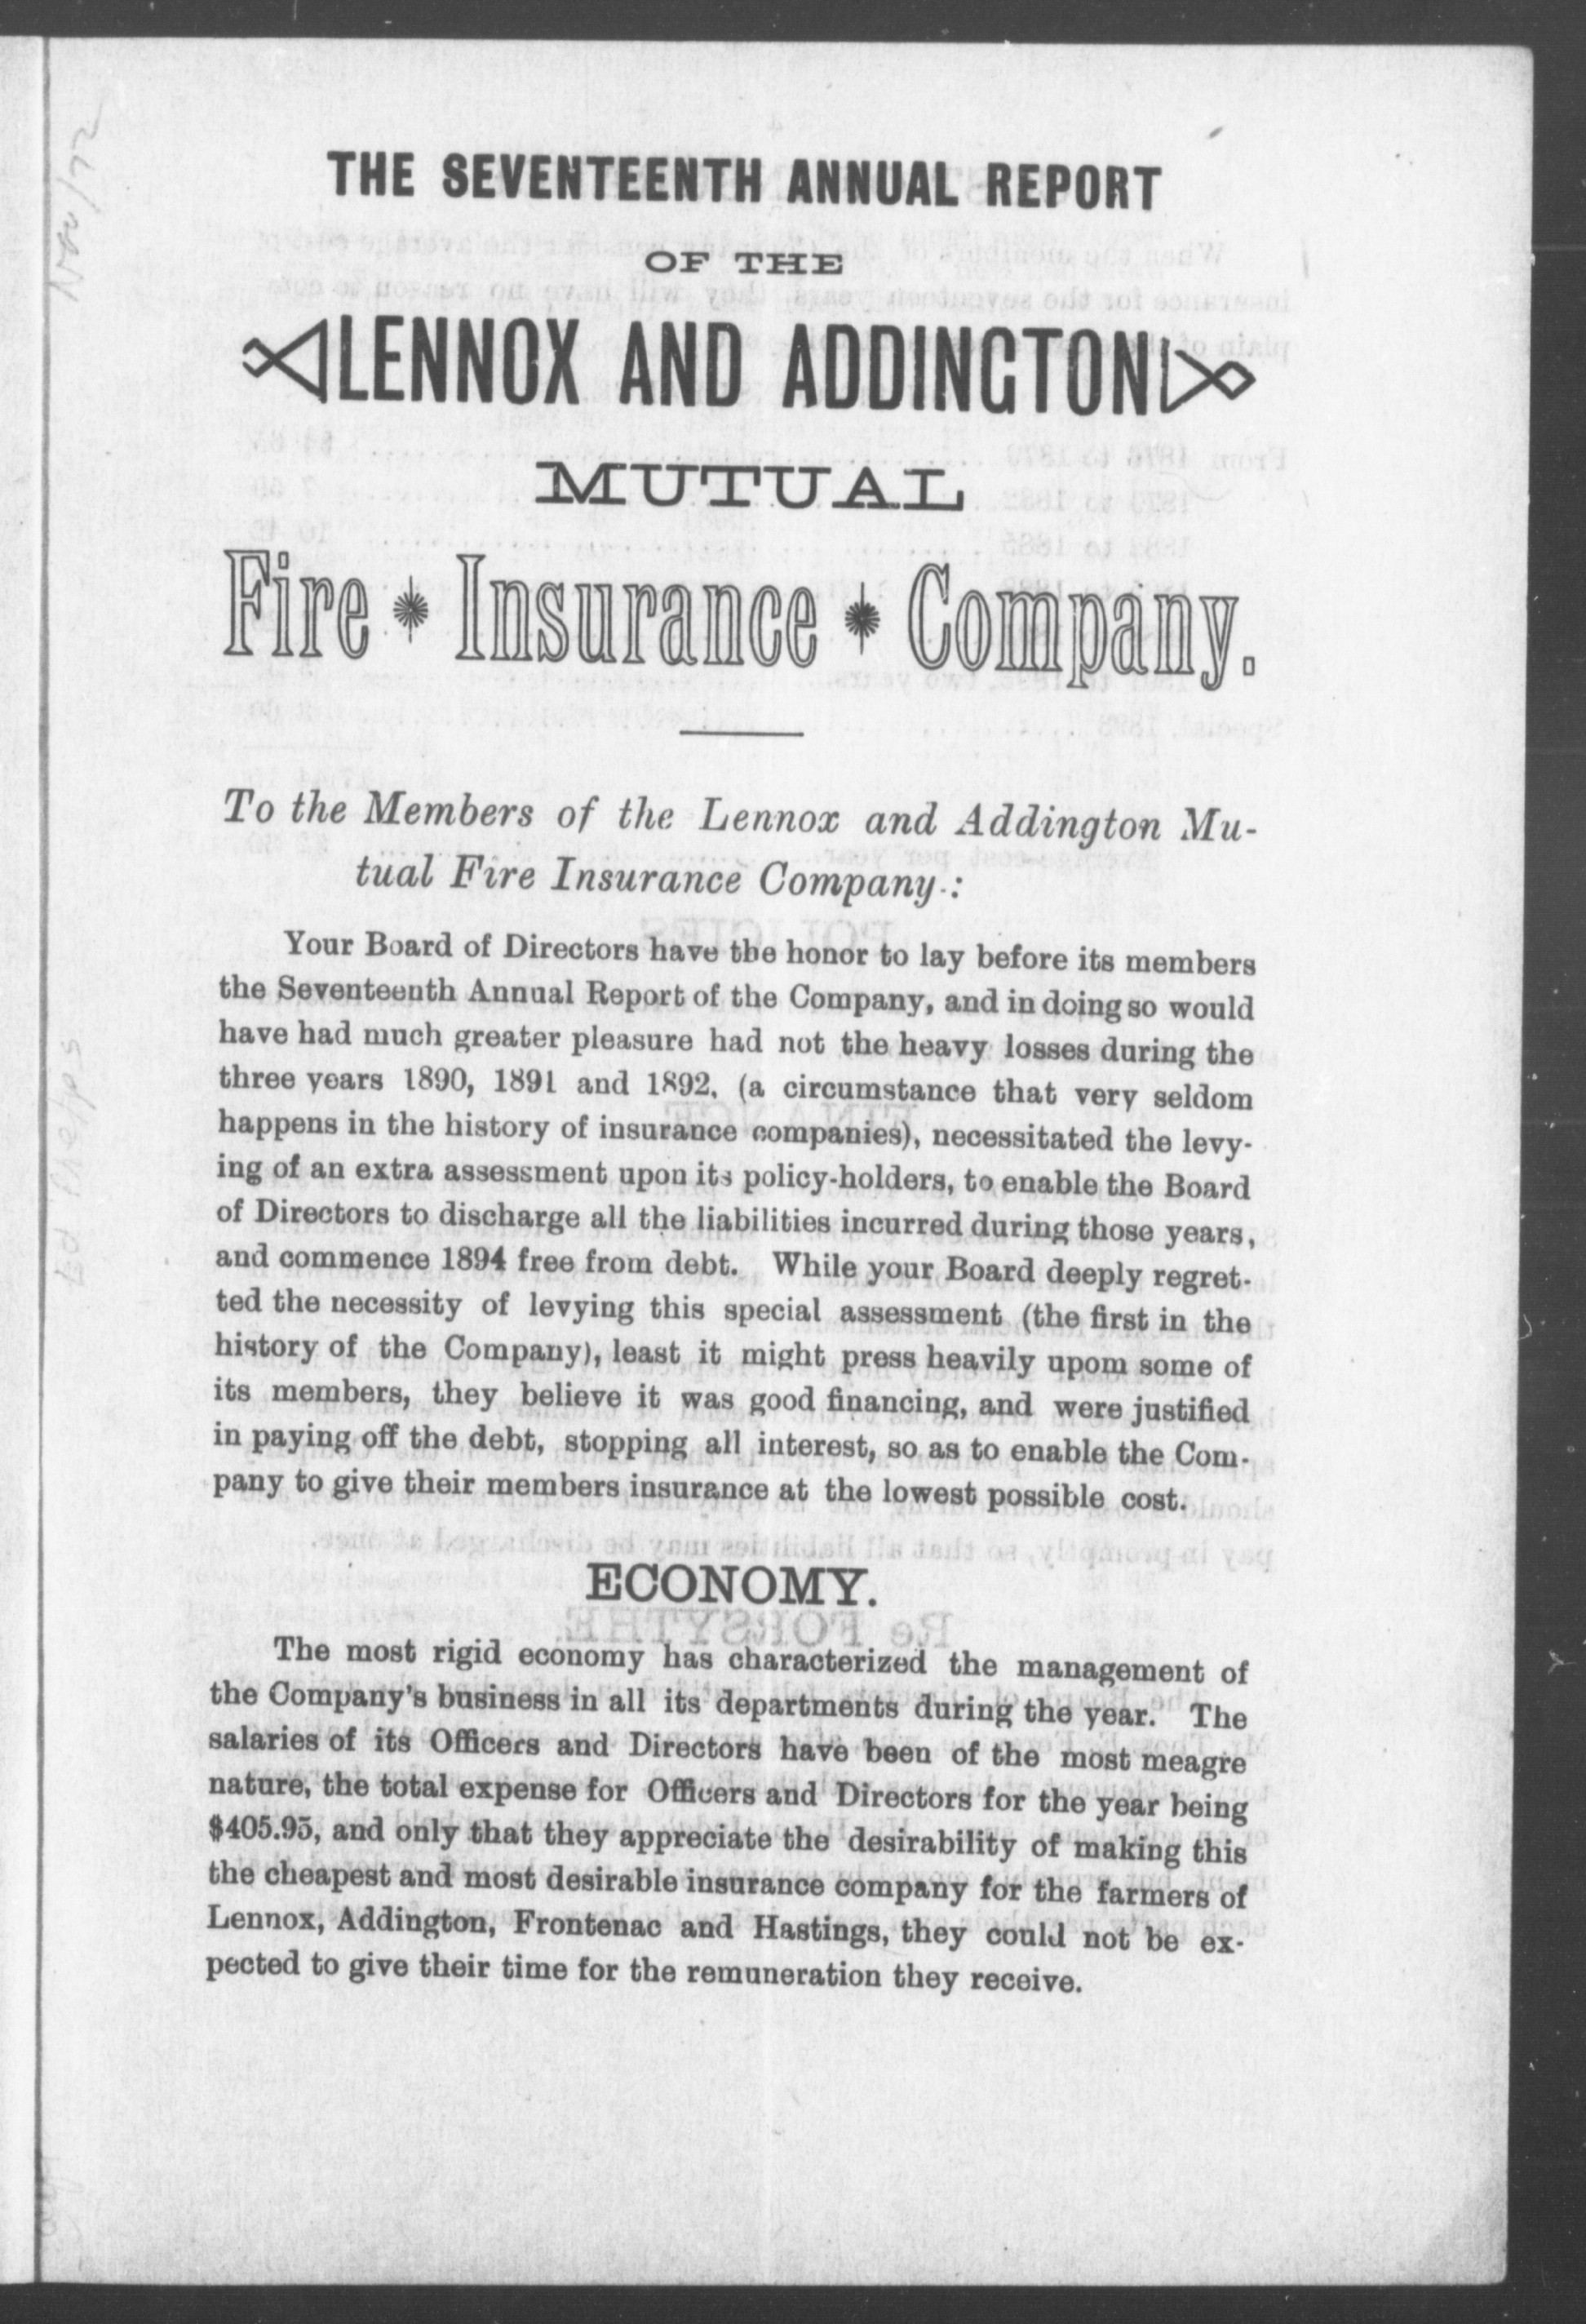 THE SEVENTEENTH ANNUAL REPORT
OF THE
LENNOX AND ADDINGTON
MUTUAL
Fire Insurance Company.
To the Members of the Lennox and Addington Mu-
tual Fire Insurance Company:
Your Board of Directors have the honor to lay before its members
the Seventeenth Annual Report of the Company, and in doing so would
have had much greater pleasure had not the heavy losses during the
three years 1890, 1891 and 1892, (a circumstance that very seldom
happens in the history of insurance companies), necessitated the levy-
ing of an extra assessment upon its policy-holders, to enable the Board
of Directors to discharge all the liabilities incurred during those years,
and commence 1894 free from debt. While your Board deeply regret-
ted the necessity of levying this special assessment (the first in the
history of the Company), least it might press heavily upom some of
its members, they believe it was good financing, and were justified
in paying off the debt, stopping all interest, so as to enable the Com-
pany to give their members insurance at the lowest possible cost.
ECONOMY.
The most rigid economy has characterized the management of
the Company's business in all its departments during the year. The
salaries of its Officers and Directors have been of the most meagre
nature, the total expense for Officers and Directors for the year being
$405.95, and only that they appreciate the desirability of making this
the cheapest and most desirable insurance company for the farmers of
Lennox, Addington, Frontenac and Hastings, they could not be ex-
pected to give their time for the remuneration they receive.